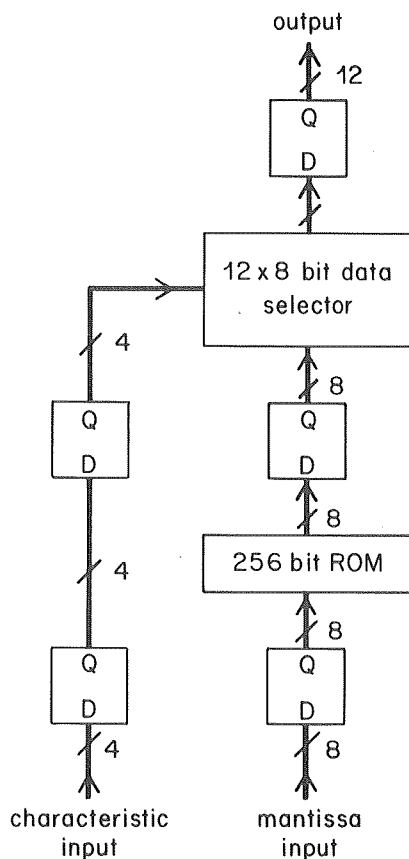 output
12
Q
D
12 x 8 bit data
selector
4
8
Q
D
Q
D
8
256 bit ROM
4
8
Q
D
Q
D
4
8
characteristic
input
mantissa
input